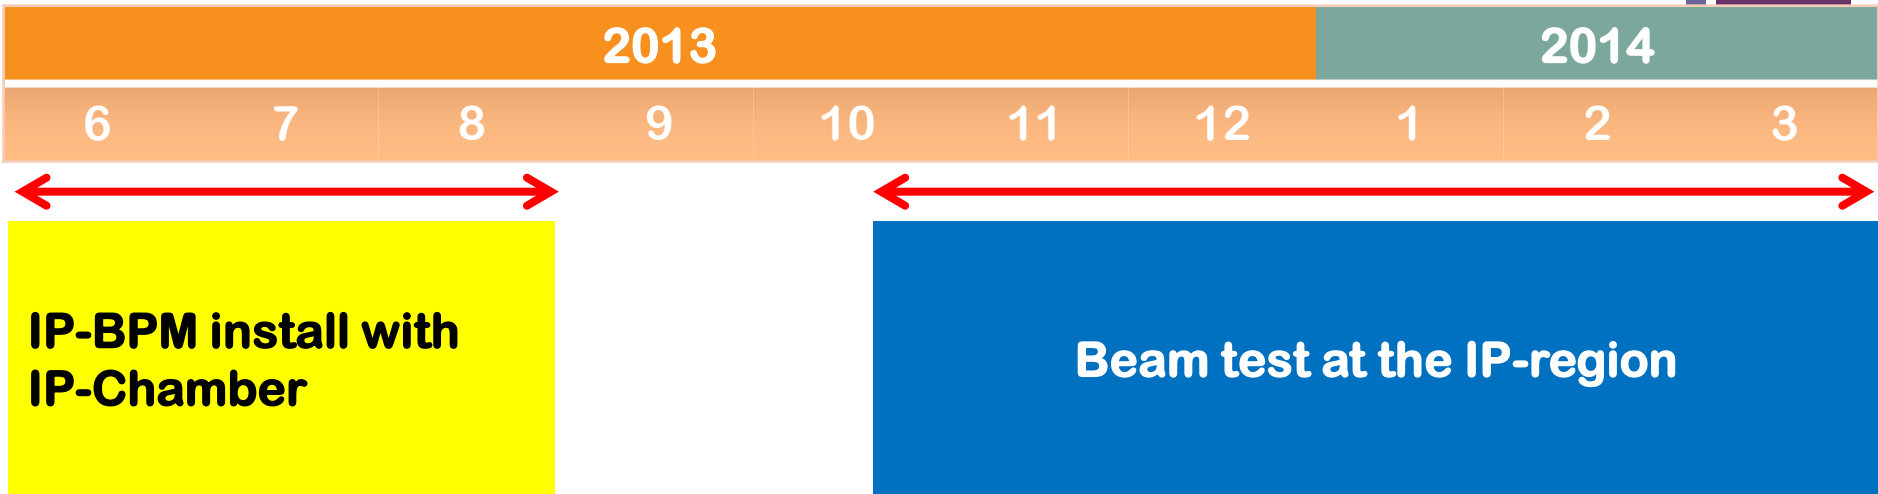 2013 2014
6 7 8 9 10 11 12 1 2 3
IP-BPM install with
IP-Chamber
Beam test at the IP-region